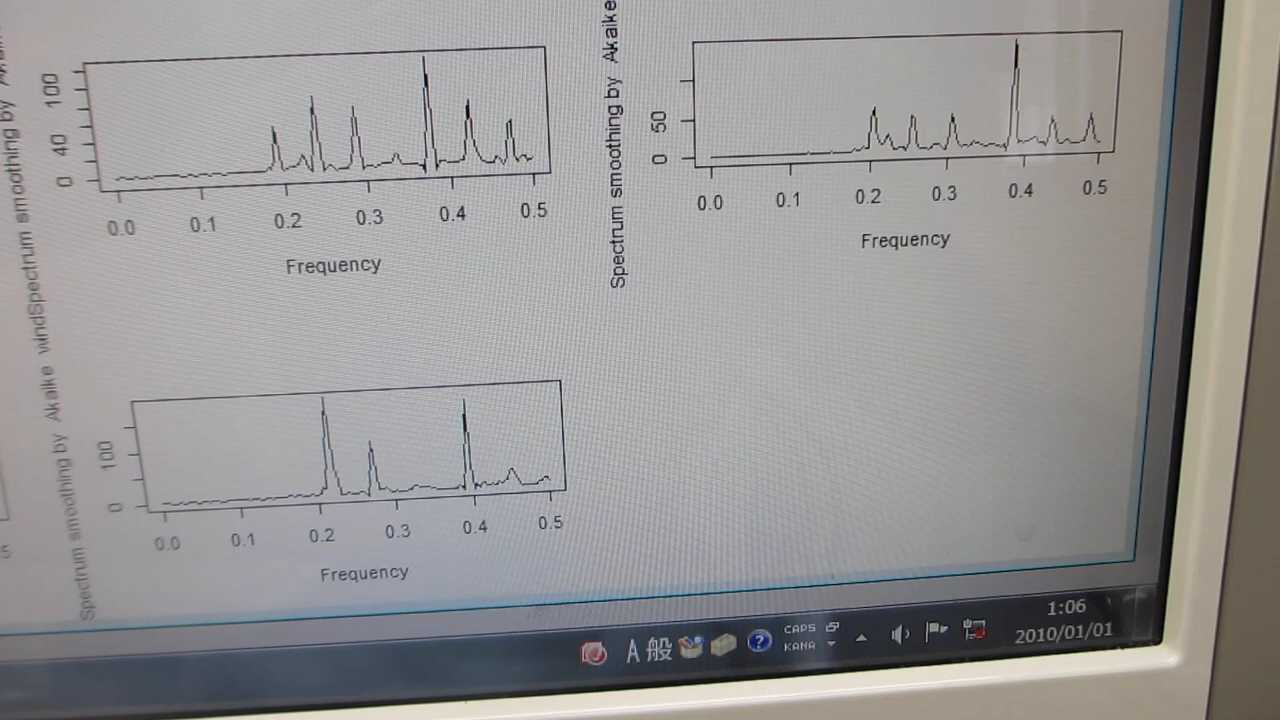 Spectrum smoothing by Akaike wind
100
40
0
0.0 0.1 0.2 0.3 0.4 0.5
Frequency
Spectrum smoothing by Akaike
50
0
0.0 0.1 0.2 0.3 0.4 0.5
Frequency
Spectrum smoothing by
100
0
0.0 0.1 0.2 0.3 0.4 0.5
Frequency
5
A 般 ? CAPS KANA
1:06
2010/01/01